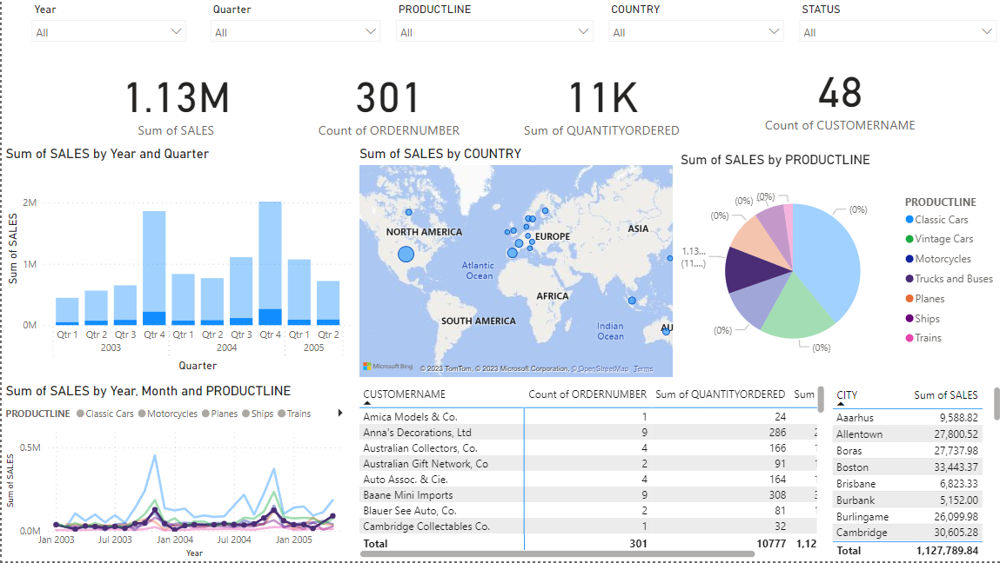 Year
All
Quarter
All
PRODUCTLINE
All
COUNTRY
All
STATUS
All
1.13M
Sum of SALES
301
Count of ORDERNUMBER
11K
Sum of QUANTITYORDERED
48
Count of CUSTOMERNAME
Sum of SALES by Year and Quarter
Sum of SALES
2M
1M
0M
Qtr 1 Qtr 2 Qtr 3 Qtr 4 Qtr 1 Qtr 2 Qtr 3 Qtr 4 Qtr 1 Qtr 2
2003 2004 2005
Quarter
Sum of SALES by COUNTRY
NORTH AMERICA
EUROPE
ASIA
Atlantic
Ocean
AFRICA
SOUTH AMERICA
Indian
Ocean
AU
Microsoft Bing
© 2023 TomTom, © 2023 Microsoft Corporation, © OpenStreetMap Terms
Sum of SALES by PRODUCTLINE
(0%)
(0%)
(0%)
(0%)
(0%)
(0%)
1.13...
(11....)
PRODUCTLINE
Classic Cars
Vintage Cars
Motorcycles
Trucks and Buses
Planes
Ships
Trains
Sum of SALES by Year, Month and PRODUCTLINE
PRODUCTLINE Classic Cars Motorcycles Planes Ships Trains
Sum of SALES
0.5M
0.0M
Jan 2003 Jul 2003 Jan 2004 Jul 2004 Jan 2005
Year
CUSTOMERNAME Count of ORDERNUMBER Sum of QUANTITYORDERED Sum
Amica Models & Co. 1 24
Anna's Decorations, Ltd 9 286 2
Australian Collectors, Co. 4 166 1
Australian Gift Network, Co 2 91 1
Auto Assoc. & Cie. 4 164 1
Baane Mini Imports 9 308 3
Blauer See Auto, Co. 2 81 1
Cambridge Collectables Co. 1 32
Total 301 10777 1,12
CITY Sum of SALES
Aaarhus 9,588.82
Allentown 27,800.52
Boras 27,737.98
Boston 33,443.37
Brisbane 6,823.33
Burbank 5,152.00
Burlingame 26,099.98
Cambridge 30,605.28
Total 1,127,789.84